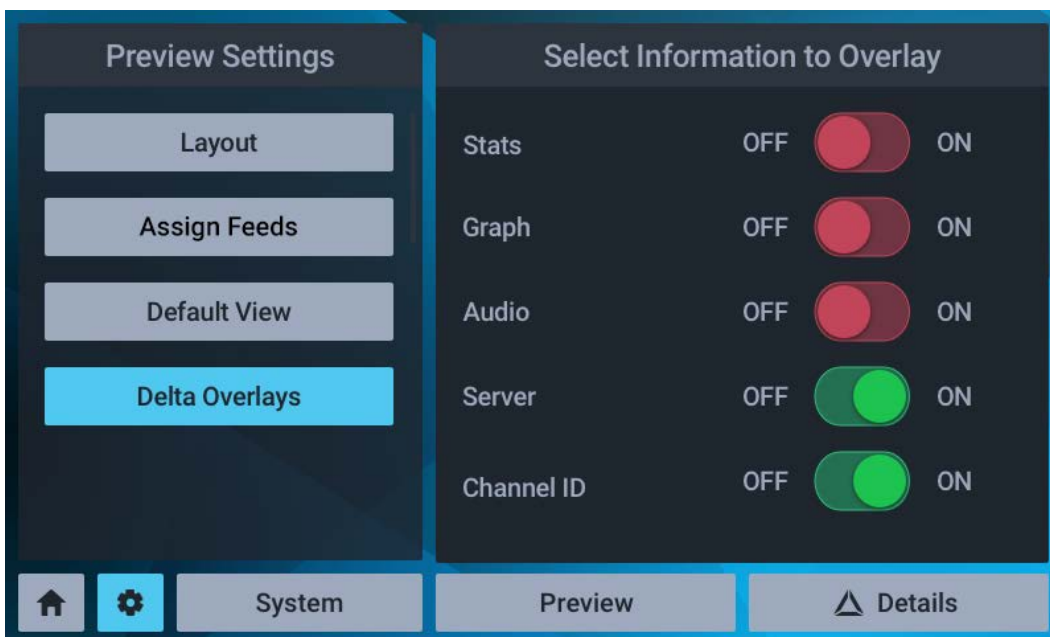 Preview Settings
Layout
Assign Feeds
Default View
Delta Overlays
Select Information to Overlay
Stats OFF ON
Graph OFF ON
Audio OFF ON
Server OFF ON
Channel ID OFF ON
System Preview Details